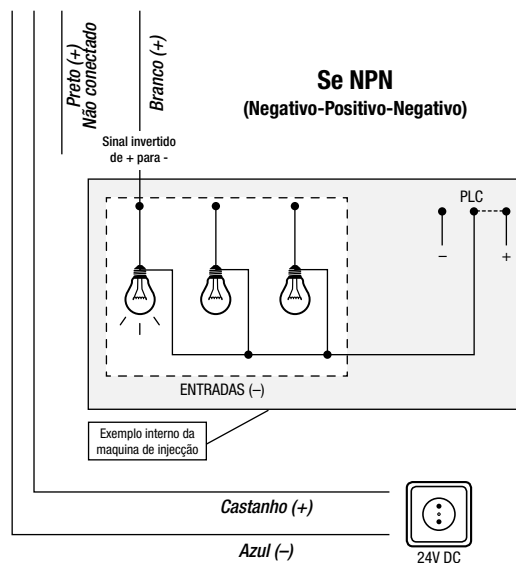 Preto (+)
Não conectado
Branco (+)
Se NPN
(Negativo-Positivo-Negativo)
Sinal invertido
de + para -
PLC
–
+
ENTRADAS (–)
Exemplo interno da
maquina de injecção
Castanho (+)
Azul (–)
24V DC